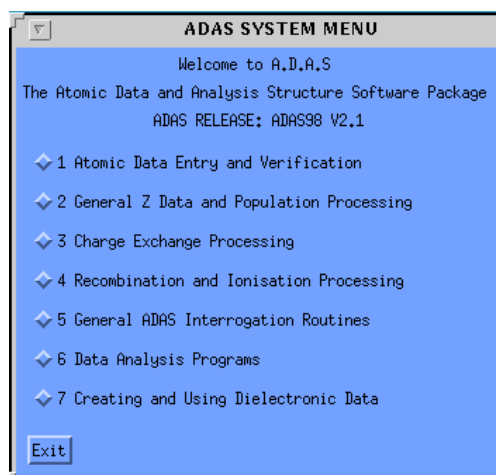 ADAS SYSTEM MENU
Welcome to A.D.A.S
The Atomic Data and Analysis Structure Software Package
ADAS RELEASE: ADAS98 V2.1
1 Atomic Data Entry and Verification
2 General Z Data and Population Processing
3 Charge Exchange Processing
4 Recombination and Ionisation Processing
5 General ADAS Interrogation Routines
6 Data Analysis Programs
7 Creating and Using Dielectronic Data
Exit